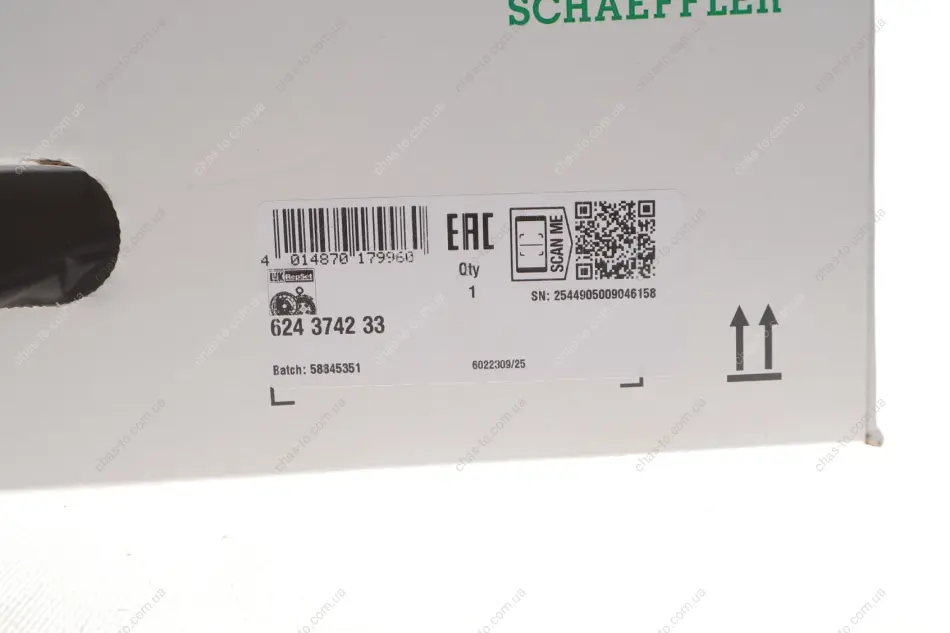 SCHAEFFLER
4 014870 179960
EAC
SCAN ME
Qty
1
SN: 2544905009046158
LUK RepSet
624 3742 33
Batch: 58845351
6022309/25
chas-to.com.ua